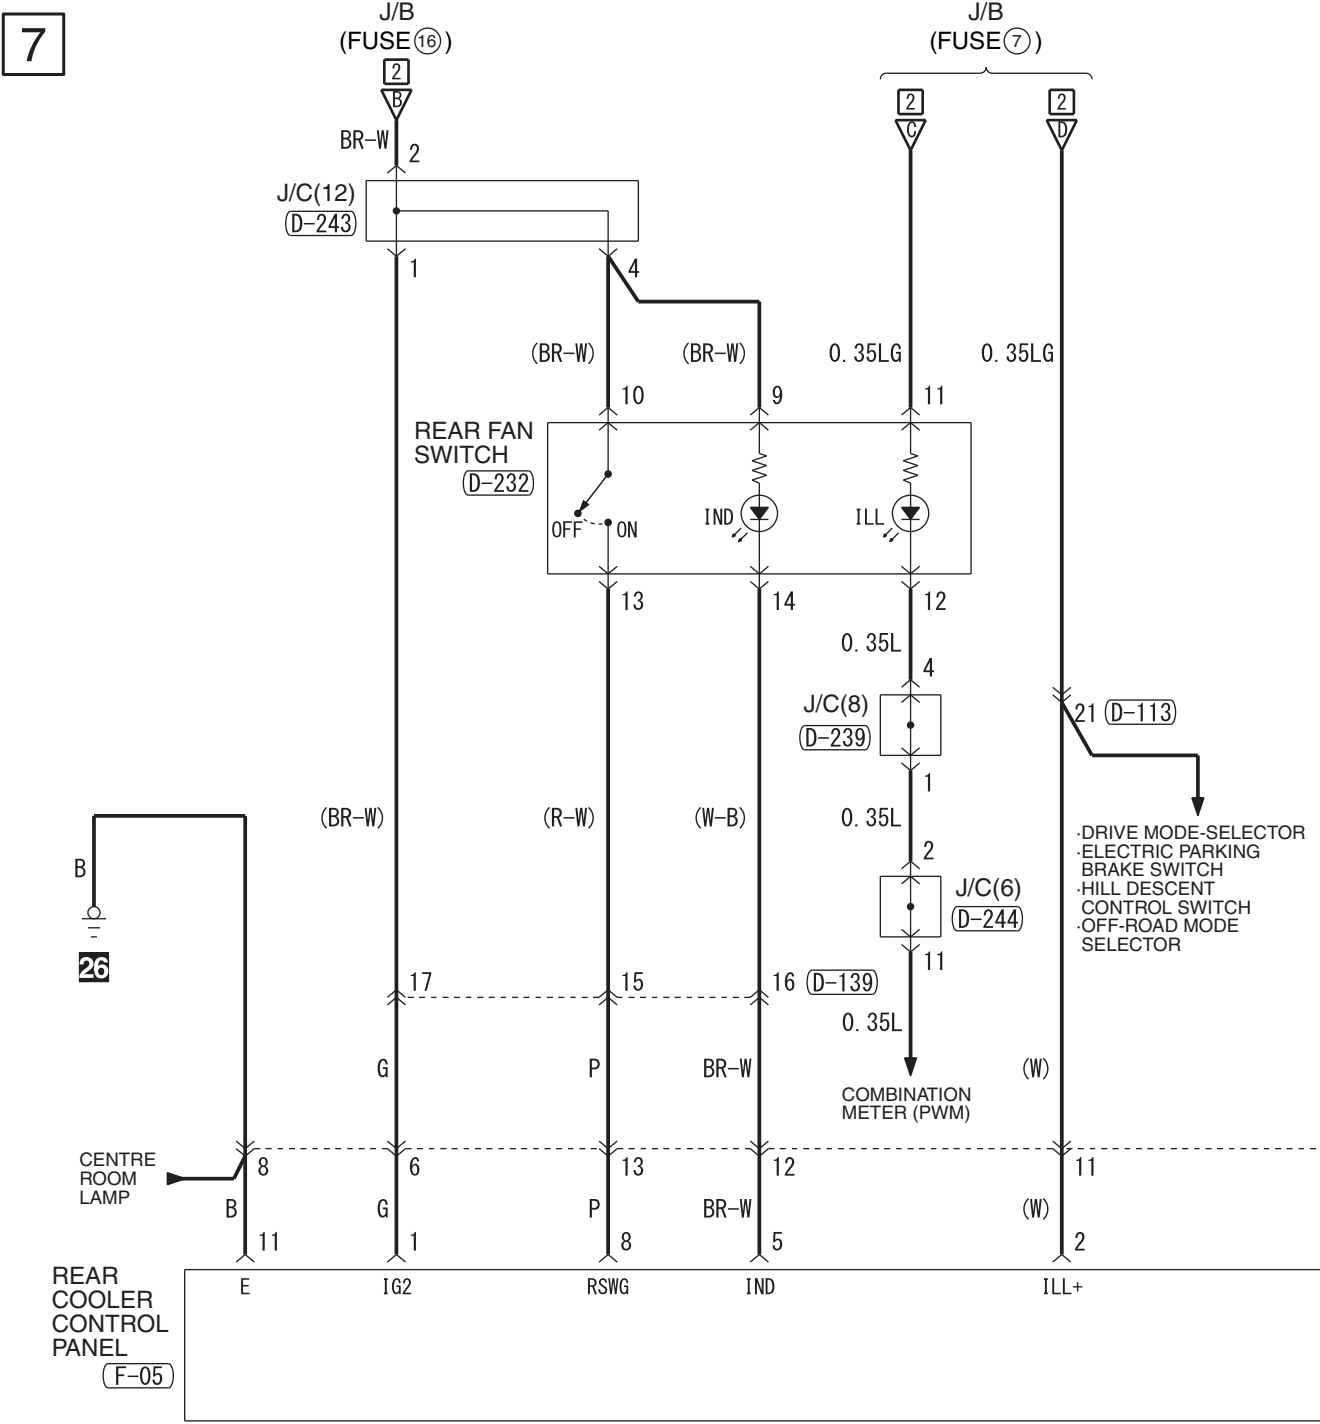 7
J/B
(FUSE⑯)
2
B
BR-W
2
J/C(12)
D-243
1
4
J/B
(FUSE⑦)
2
2
C
D
(BR-W)
(BR-W)
0.35LG
0.35LG
10
9
11
REAR FAN
SWITCH
D-232
OFF
ON
IND
ILL
13
14
12
0.35L
4
J/C(8)
D-239
1
21
D-113
(BR-W)
(R-W)
(W-B)
0.35L
2
J/C(6)
D-244
11
·DRIVE MODE-SELECTOR
·ELECTRIC PARKING
BRAKE SWITCH
·HILL DESCENT
CONTROL SWITCH
·OFF-ROAD MODE
SELECTOR
B
26
17
15
16
D-139
0.35L
G
P
BR-W
(W)
COMBINATION
METER (PWM)
CENTRE
ROOM
LAMP
8
6
13
12
11
B
G
P
BR-W
(W)
11
1
8
5
2
REAR
COOLER
CONTROL
PANEL
F-05
E
IG2
RSWG
IND
ILL+